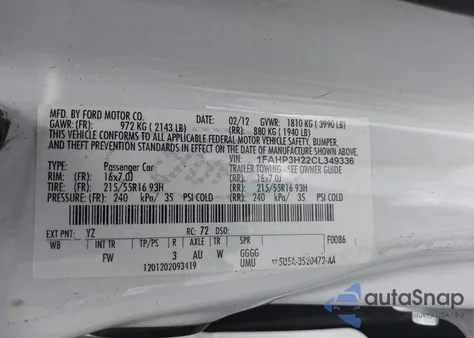 MFD. BY FORD MOTOR CO.
DATE: 02/12 GVWR: 1810 KG (3990 LB)
GAWR: (FR): 972 KG (2143 LB) (RR): 880 KG (1940 LB)
THIS VEHICLE CONFORMS TO ALL APPLICABLE
FEDERAL MOTOR VEHICLE SAFETY, BUMPER,
AND THEFT PREVENTION STANDARDS IN EFFECT
ON THE DATE OF MANUFACTURE SHOWN ABOVE.
VIN: 1FAHP3H22CL349336
TYPE: Passenger Car TRAILER TOWING - SEE OWNER GUIDE
RIM: (FR) 16x7.0J (RR): 16x7.0J
TIRE: (FR) 215/55R16 93H (RR): 215/55R16 93H
PRESSURE: (FR) 240 kPa/ 35 PSI COLD (RR): 240 kPa/ 35 PSI COLD
EXT PNT: YZ RC: 72 DSO:
WB INT TR TP/PS R AXLE TR SPR F0086
FW 3 AU W GGGG
1201202093419 UMU 5U5A-3520472-AA
autoSnap